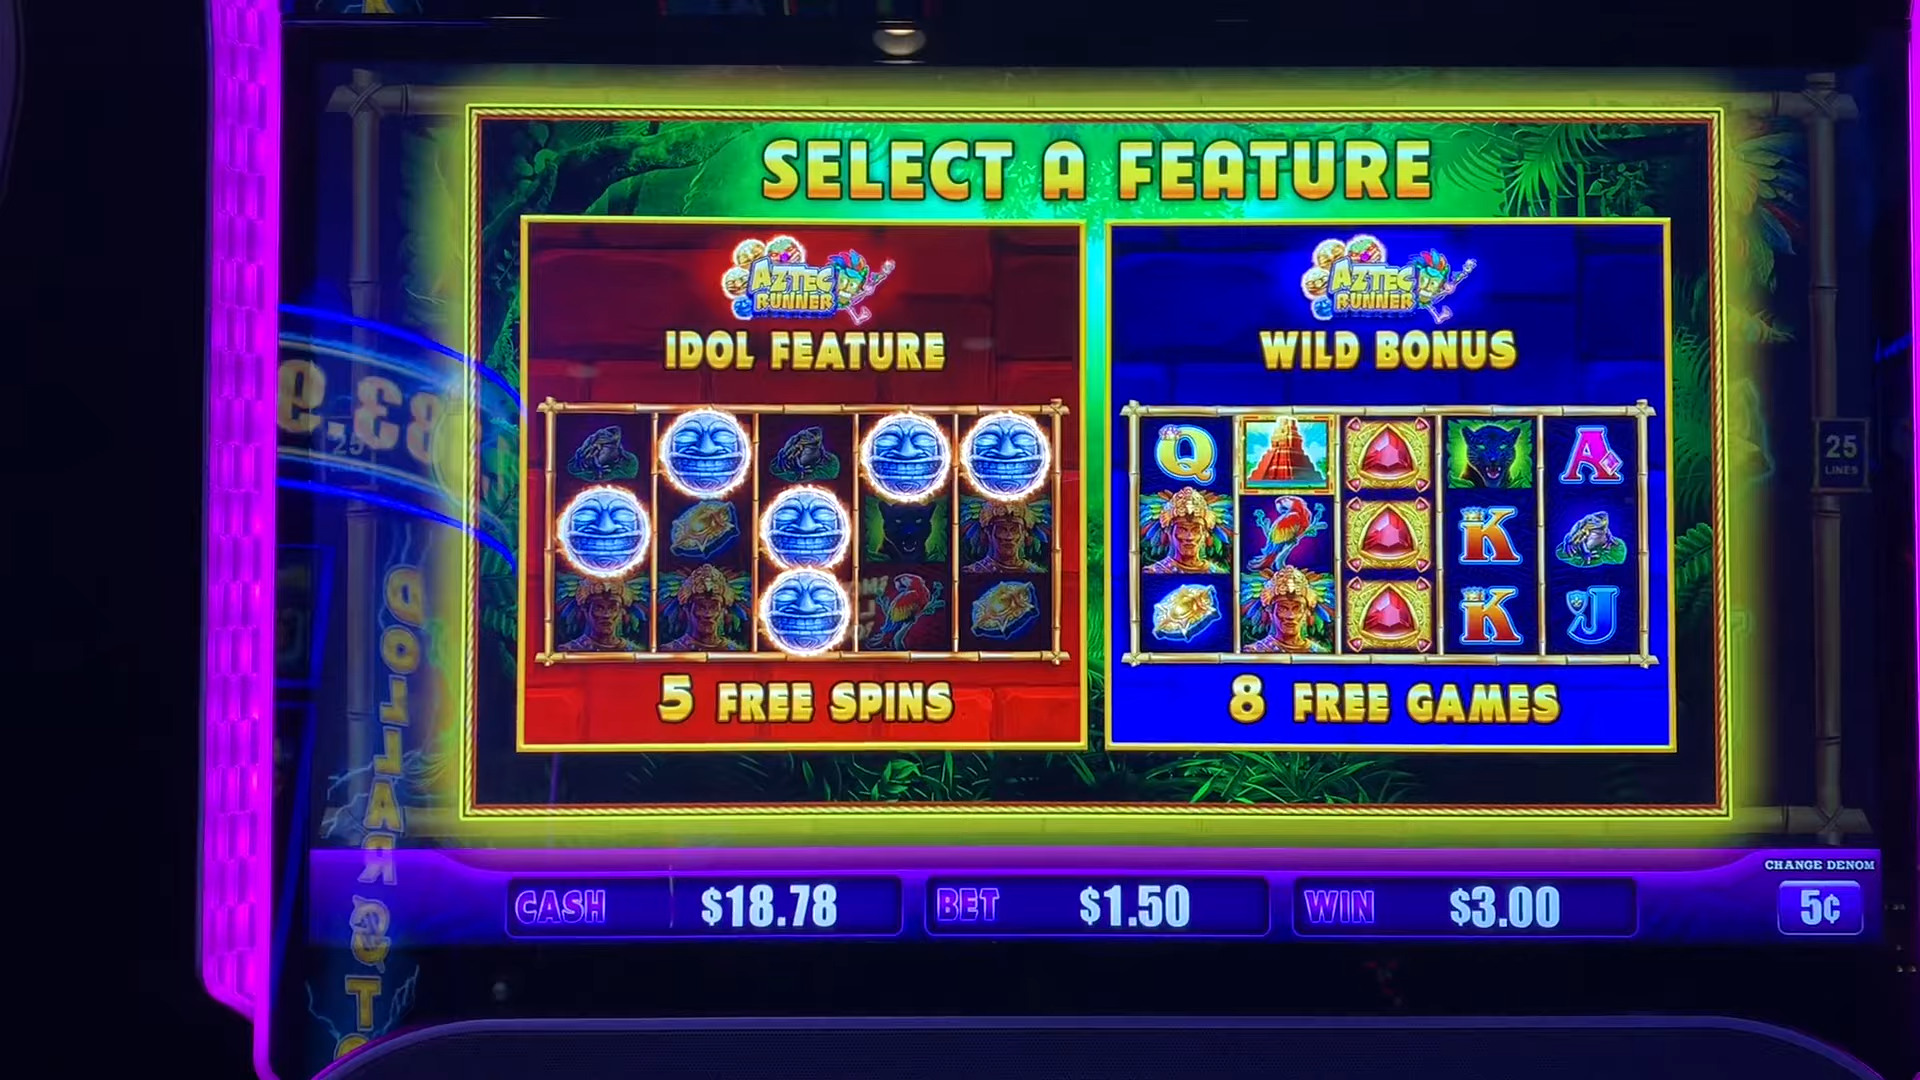 SELECT A FEATURE
AZTEC
RUNNER
IDOL FEATURE
5 FREE SPINS
AZTEC
RUNNER
WILD BONUS
Q
A
K
K
J
8 FREE GAMES
25
LINES
CHANGE DENOM
CASH $18.78
BET $1.50
WIN $3.00
5¢